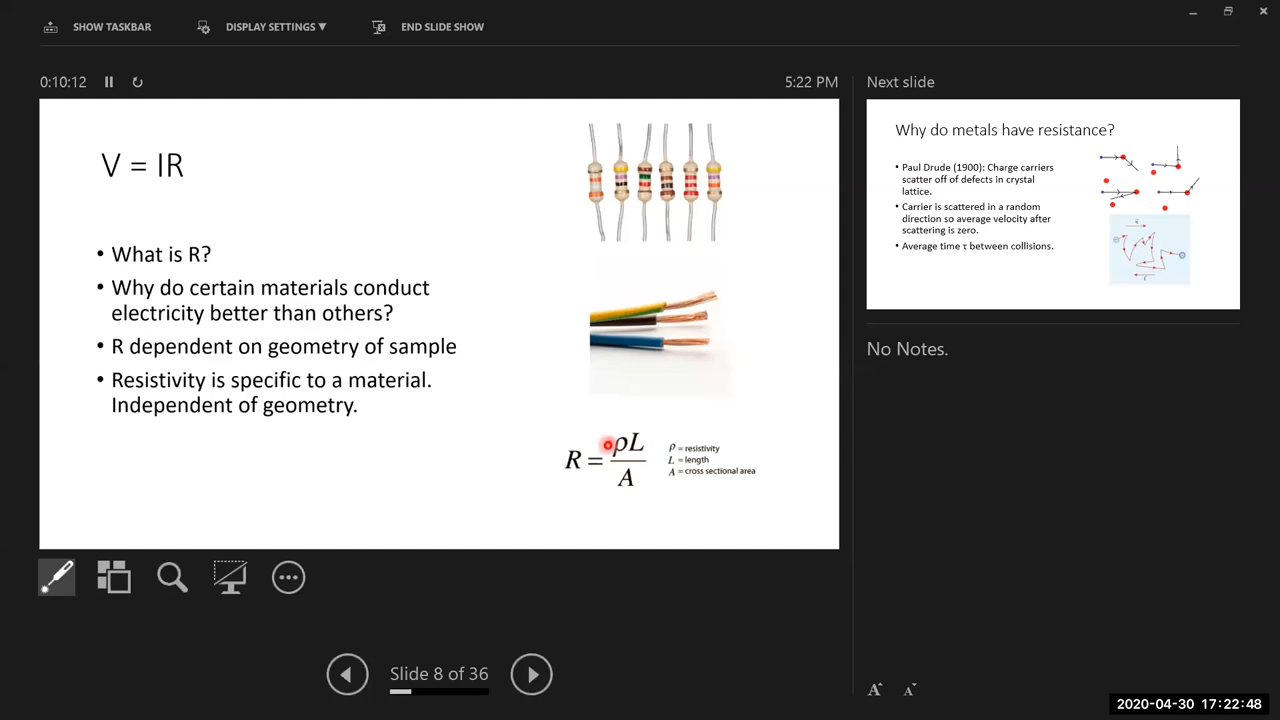 SHOW TASKBAR
DISPLAY SETTINGS ▼
END SLIDE SHOW
0:10:12
5:22 PM
Next slide
V = IR
• What is R?
• Why do certain materials conduct
electricity better than others?
• R dependent on geometry of sample
• Resistivity is specific to a material.
Independent of geometry.
R = ρL
A
ρ = resistivity
L = length
A = cross sectional area
Why do metals have resistance?
• Paul Drude (1900): Charge carriers
scatter off of defects in crystal
lattice.
• Carrier is scattered in a random
direction so average velocity after
scattering is zero.
• Average time τ between collisions.
No Notes.
Slide 8 of 36
A A
2020-04-30 17:22:48